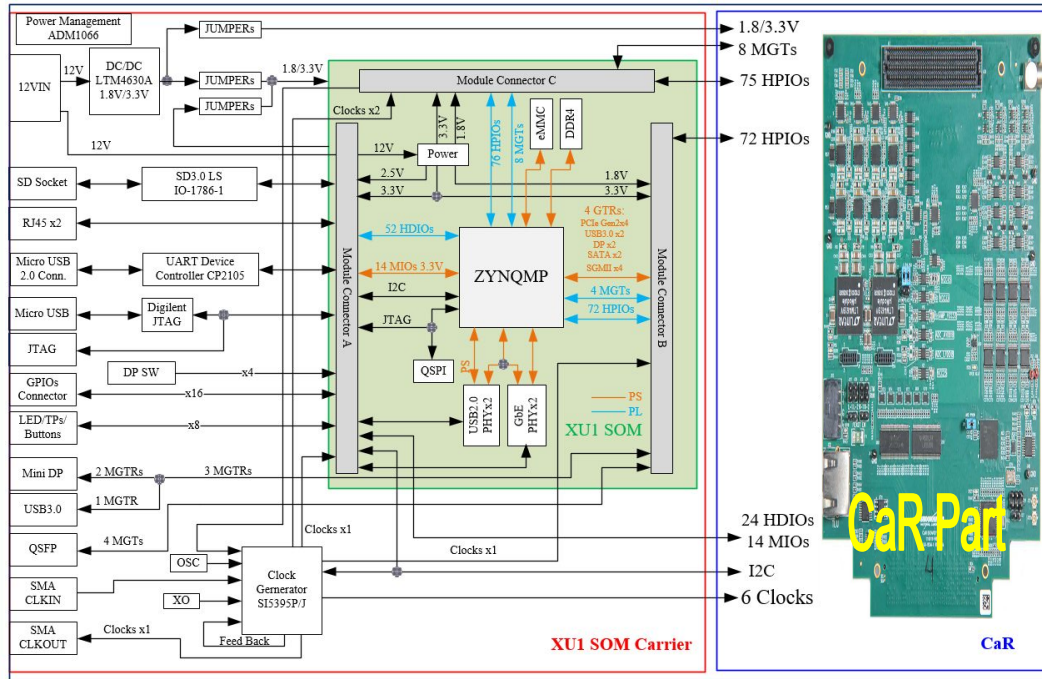 Power Management
ADM1066
JUMPERs
1.8/3.3V
8 MGTs
12VIN
12V
DC/DC
LTM4630A
1.8V/3.3V
JUMPERs
1.8/3.3V
JUMPERs
Module Connector C
75 HPIOs
Clocks x2
3.3V
1.8V
76 HPIOs
8 MGTs
eMMC
DDR4
72 HPIOs
12V
12V
Power
2.5V
1.8V
3.3V
3.3V
SD Socket
SD3.0 LS
IO-1786-1
RJ45 x2
52 HDIOs
4 GTRs:
PCIe Gen2x4
USB3.0 x2
DP x2
SATA x2
SGMII x4
Micro USB
2.0 Conn.
UART Device
Controller CP2105
Module Connector A
14 MIOs 3.3V
ZYNQMP
Module Connector B
I2C
4 MGTs
72 HPIOs
Micro USB
Digilent
JTAG
JTAG
JTAG
QSPI
PS
DP SW
x4
GPIOs
Connector
x16
LED/TPs/
Buttons
x8
USB2.0
PHYx2
GbE
PHYx2
PS
PL
XU1 SOM
Mini DP
2 MGTRs
3 MGTRs
USB3.0
1 MGTR
QSFP
4 MGTs
Clocks x1
Clocks x1
24 HDIOs
14 MIOs
OSC
I2C
SMA
CLKIN
XO
Clock
Gernerator
SI5395P/J
6 Clocks
SMA
CLKOUT
Clocks x1
Feed Back
XU1 SOM Carrier
CaR Part
CaR